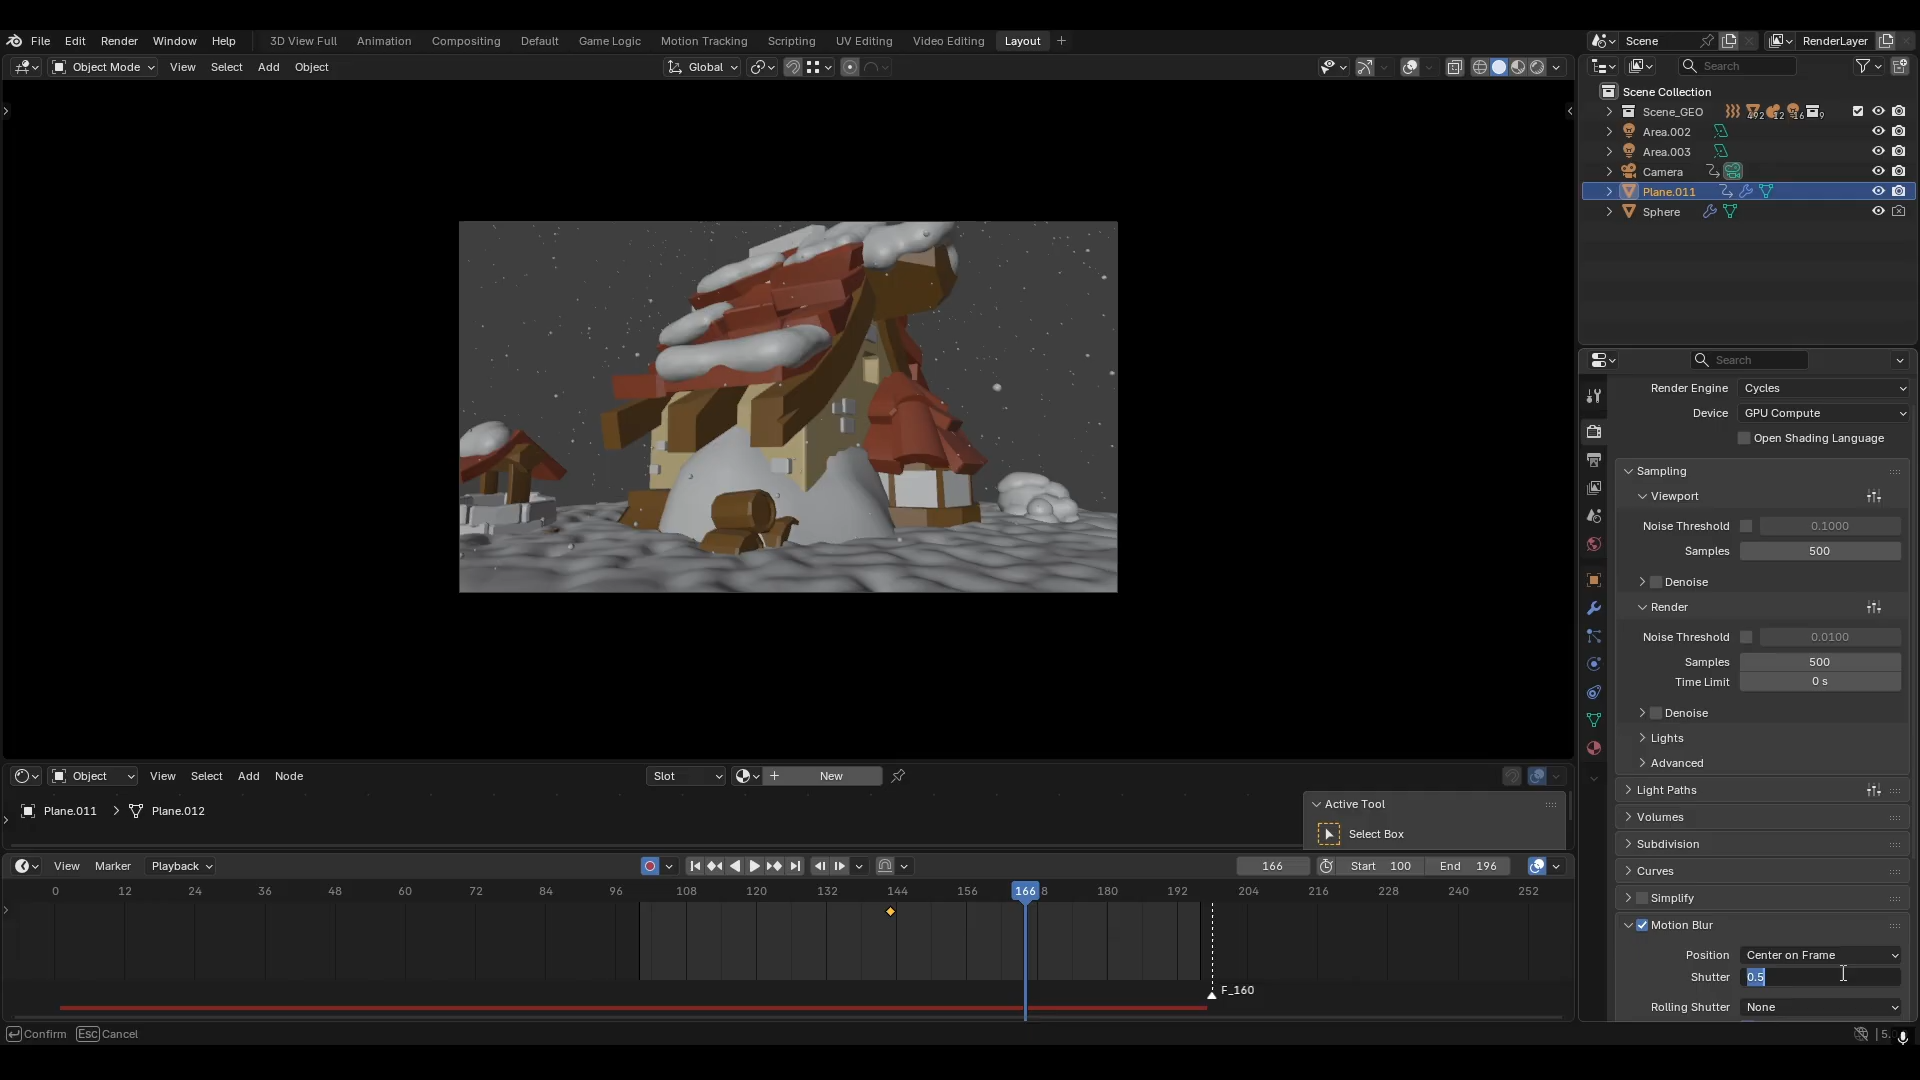 File Edit Render Window Help 3D View Full Animation Compositing Default Game Logic Motion Tracking Scripting UV Editing Video Editing Layout + Scene RenderLayer
Object Mode View Select Add Object Global Search
Scene Collection
Scene_GEO 492 12 16 9
Area.002
Area.003
Camera
Plane.011
Sphere
Search
Render Engine Cycles
Device GPU Compute
Open Shading Language
Sampling
Viewport
Noise Threshold 0.1000
Samples 500
Denoise
Render
Noise Threshold 0.0100
Samples 500
Time Limit 0 s
Denoise
Lights
Advanced
Light Paths
Volumes
Subdivision
Curves
Simplify
Motion Blur
Position Center on Frame
Shutter 0.5
Rolling Shutter None
Object View Select Add Node Slot New
Plane.011 > Plane.012
Active Tool
Select Box
View Marker Playback 166 Start 100 End 196
0 12 24 36 48 60 72 84 96 108 120 132 144 156 166 8 180 192 204 216 228 240 252
F_160
Confirm Esc Cancel 5.